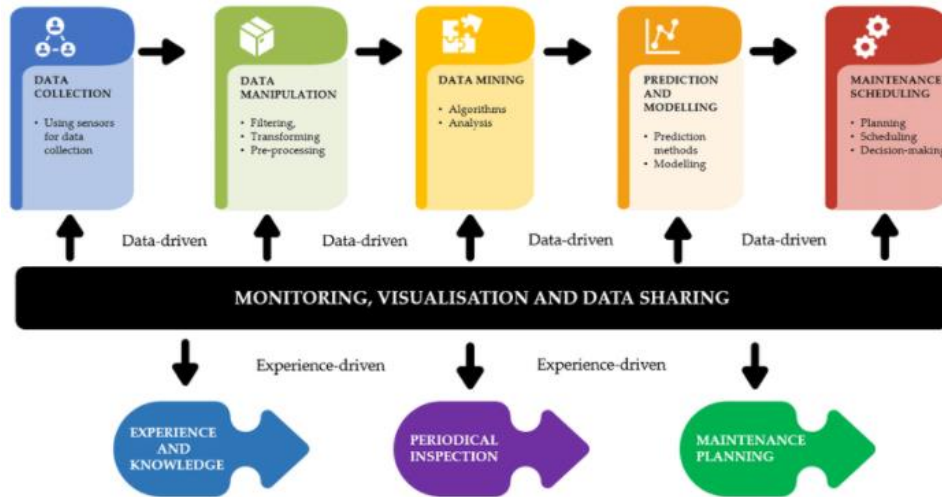 DATA
COLLECTION
• Using sensors
for data
collection
DATA
MANIPULATION
• Filtering,
• Transforming
• Pre-processing
DATA MINING
• Algorithms
• Analysis
PREDICTION
AND
MODELLING
• Prediction
methods
• Modelling
MAINTENANCE
SCHEDULING
• Planning
• Scheduling
• Decision-making
Data-driven
Data-driven
Data-driven
Data-driven
MONITORING, VISUALISATION AND DATA SHARING
Experience-driven
Experience-driven
EXPERIENCE
AND
KNOWLEDGE
PERIODICAL
INSPECTION
MAINTENANCE
PLANNING